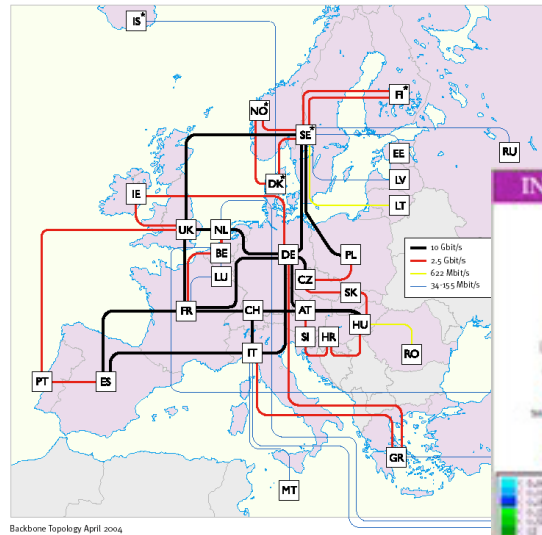 IS*
FI*
NO*
SE*
EE
RU
LV
DK*
LT
IE
UK
NL
BE
DE
PL
LU
CZ
SK
10 Gbit/s
2.5 Gbit/s
622 Mbit/s
34-155 Mbit/s
FR
CH
AT
HU
SI
HR
RO
IT
PT
ES
GR
MT
IN
Backbone Topology April 2004